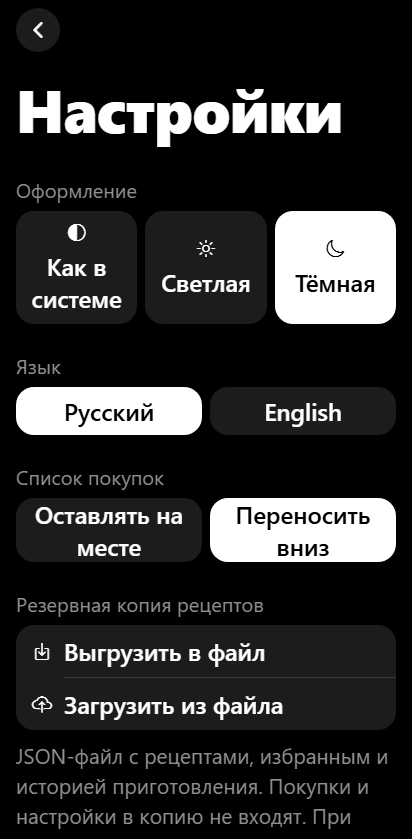 Настройки
Оформление
Как в
системе
Светлая
Тёмная
Язык
Русский
English
Список покупок
Оставлять на
месте
Переносить
вниз
Резервная копия рецептов
Выгрузить в файл
Загрузить из файла
JSON-файл с рецептами, избранным и
историей приготовления. Покупки и
настройки в копию не входят. При